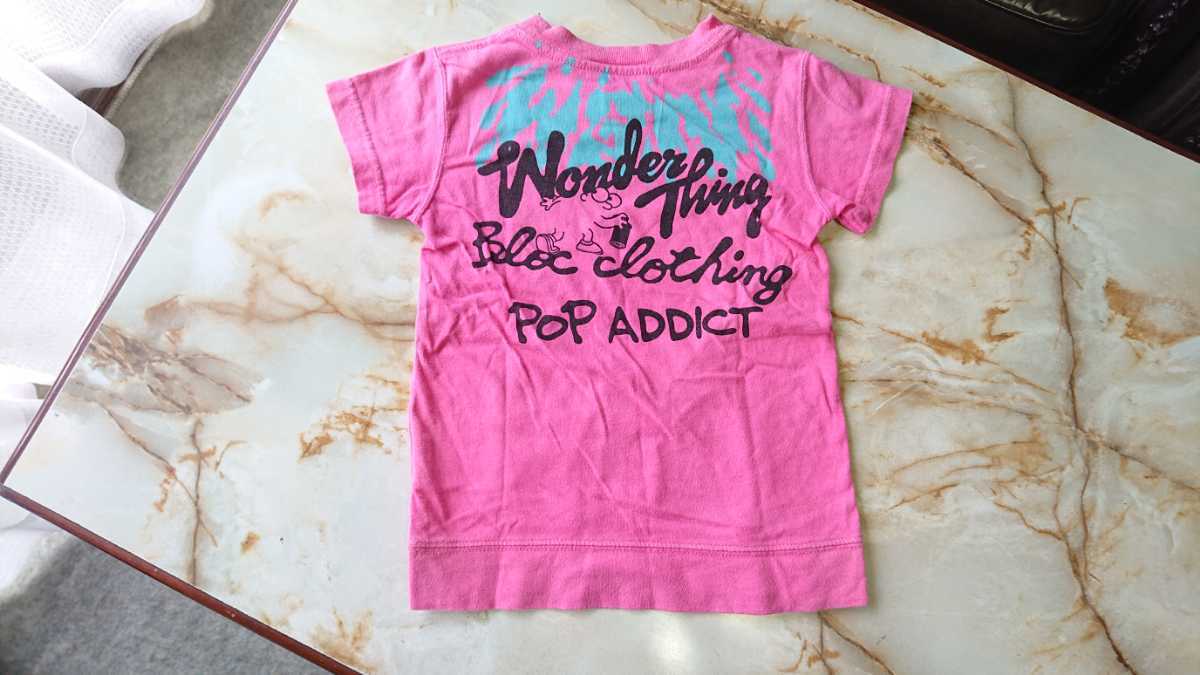 Wonder
Thing
Bloc clothing
POP ADDICT